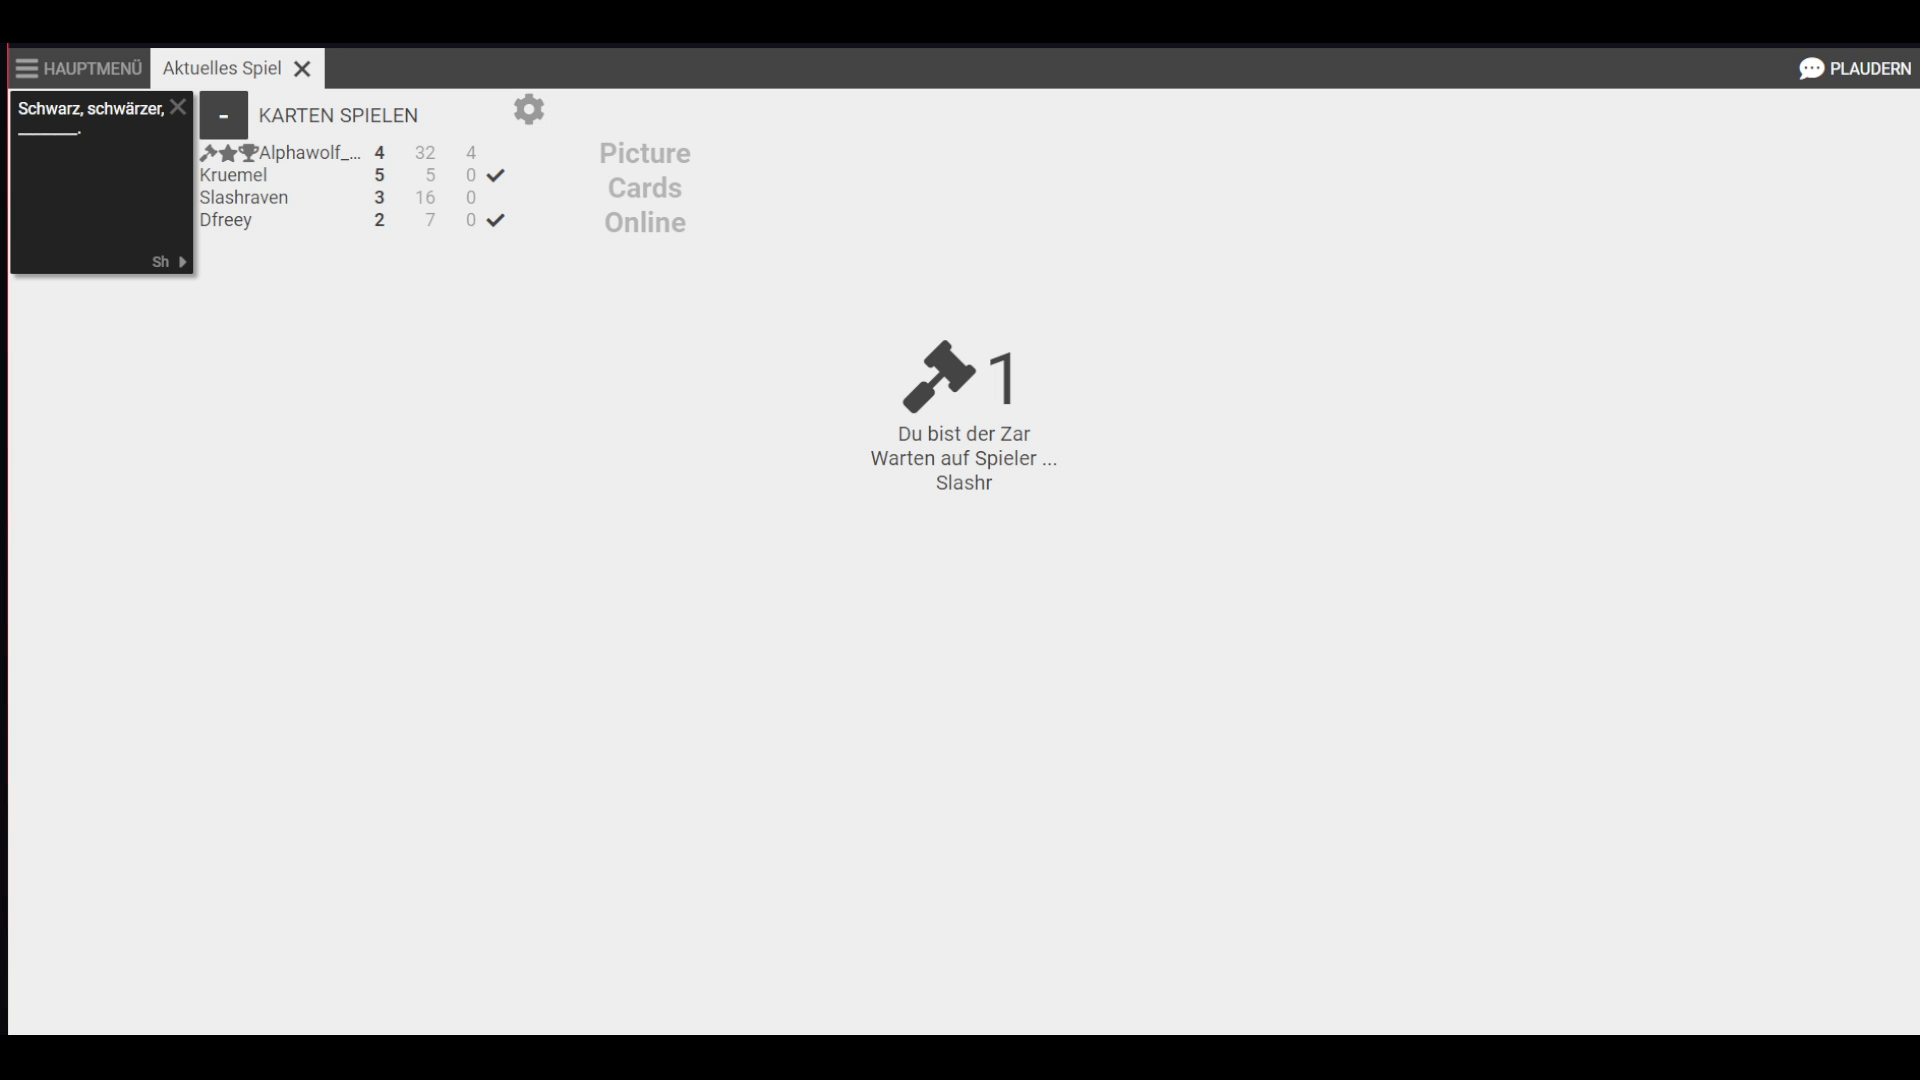 HAUPTMENÜ Aktuelles Spiel PLAUDERN
Schwarz, schwärzer,
_______.
Sh
- KARTEN SPIELEN
Alphawolf_... 4 32 4
Kruemel 5 5 0
Slashraven 3 16 0
Dfreey 2 7 0
Picture
Cards
Online
1
Du bist der Zar
Warten auf Spieler ...
Slashr